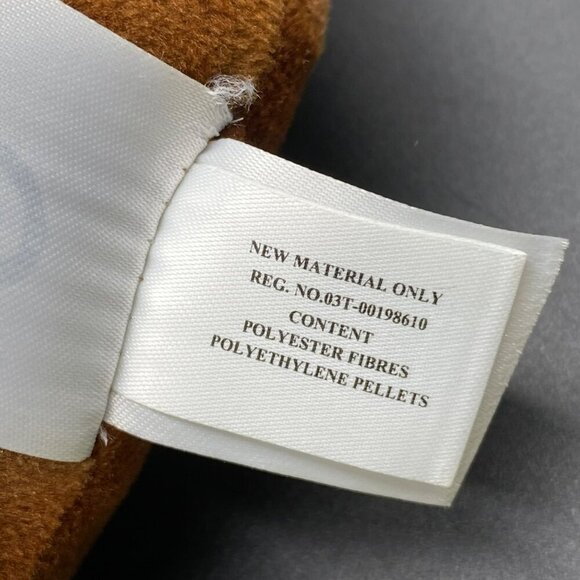 NEW MATERIAL ONLY
REG. NO.03T-00198610
CONTENT
POLYESTER FIBRES
POLYETHYLENE PELLETS